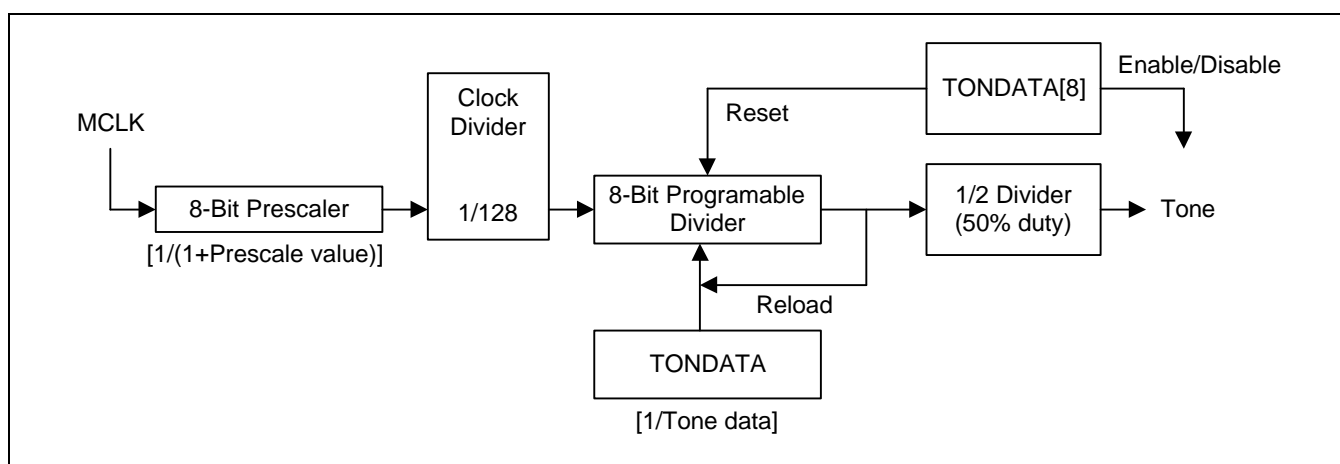 MCLK
8-Bit Prescaler
[1/(1+Prescale value)]
Clock
Divider
1/128
8-Bit Programable
Divider
Reset
TONDATA[8]
Enable/Disable
1/2 Divider
(50% duty)
Tone
Reload
TONDATA
[1/Tone data]